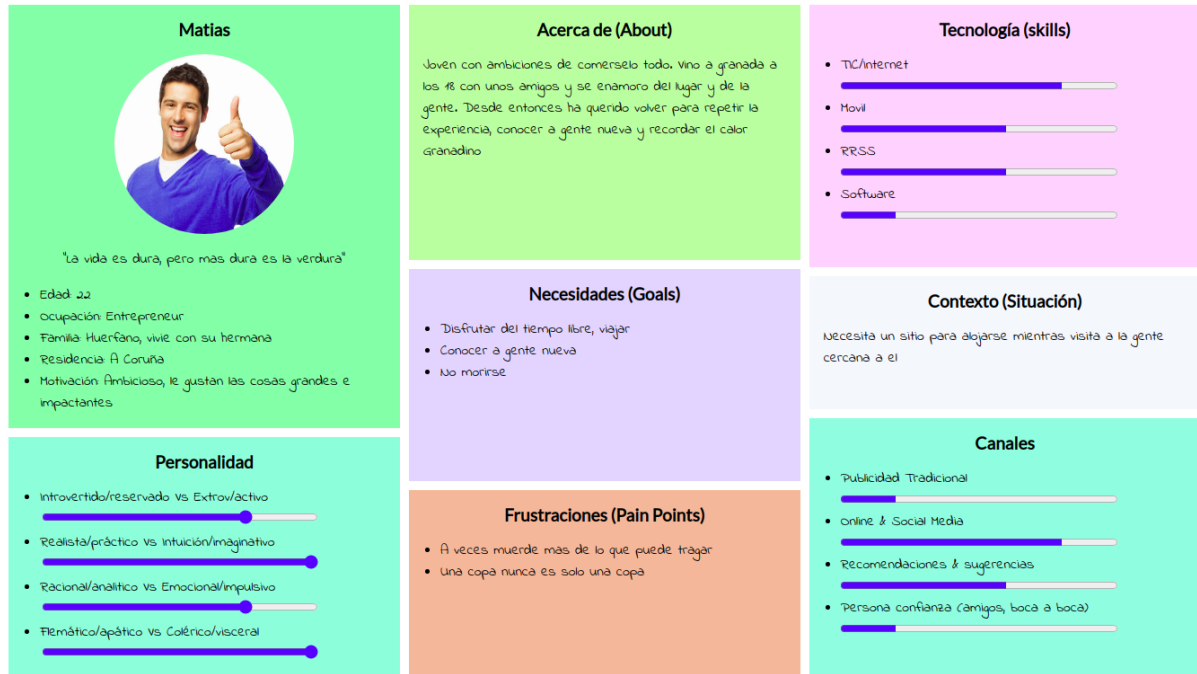 Matias
"La vida es dura, pero mas dura es la verdura"
Edad: 22
Ocupación: Entrepreneur
Familia: Huerfano, vivie con su hermana
Residencia: A Coruña
Motivación: Ambicioso, le gustan las cosas grandes e
impactantes
Personalidad
Introvertido/reservado Vs Extrov/activo
Realista/práctico Vs Intuición/imaginativo
Racional/analítico Vs Emocional/impulsivo
Flemático/apático Vs Colérico/visceral
Acerca de (About)
Joven con ambiciones de comerselo todo. Vino a granada a
los 18 con unos amigos y se enamoro del lugar y de la
gente. Desde entonces ha querido volver para repetir la
experiencia, conocer a gente nueva y recordar el calor
Granadino
Necesidades (Goals)
Disfrutar del tiempo libre, viajar
Conocer a gente nueva
No morirse
Frustraciones (Pain Points)
A veces muerde mas de lo que puede tragar
Una copa nunca es solo una copa
Tecnología (skills)
TIC/internet
Movil
RRSS
Software
Contexto (Situación)
Necesita un sitio para alojarse mientras visita a la gente
cercana a el
Canales
Publicidad Tradicional
Online & Social Media
Recomendaciones & sugerencias
Persona confianza (amigos, boca a boca)